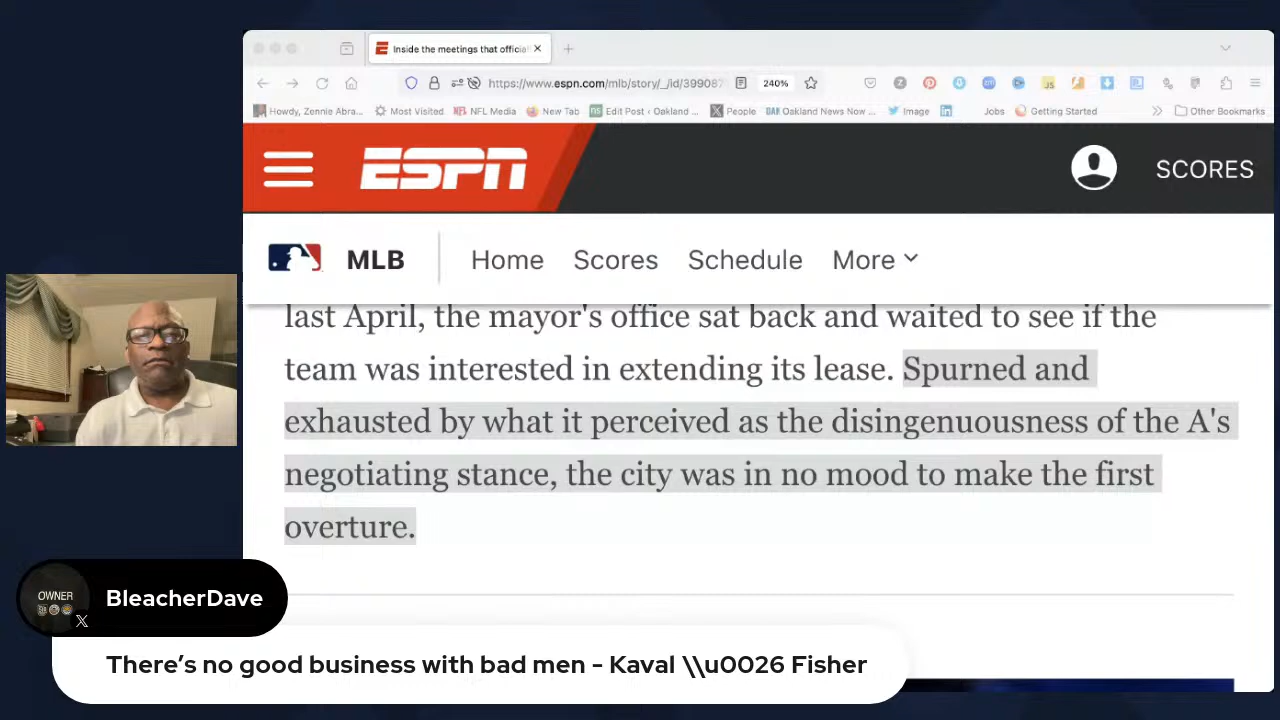 Inside the meetings that officia
https://www.espn.com/mlb/story/_/id/399087
240%
Howdy, Zennie Abra...
Most Visited
NFL Media
New Tab
Edit Post ‹ Oakland ...
People
Oakland News Now ...
Image
Jobs
Getting Started
Other Bookmarks
ESPN
SCORES
MLB
Home
Scores
Schedule
More
last April, the mayor's office sat back and waited to see if the
team was interested in extending its lease. Spurned and
exhausted by what it perceived as the disingenuousness of the A's
negotiating stance, the city was in no mood to make the first
overture.
OWNER
BleacherDave
There’s no good business with bad men - Kaval \\u0026 Fisher